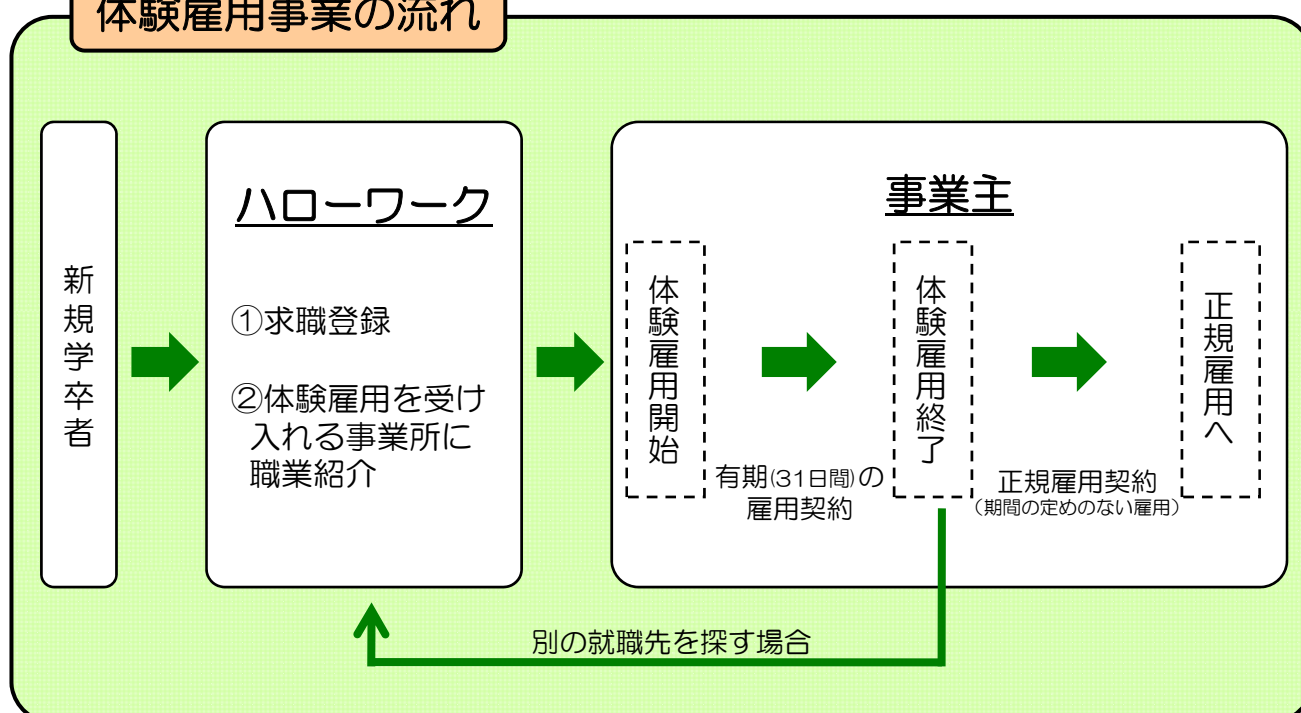 体験雇用事業の流れ
新規学卒者
ハローワーク
①求職登録
②体験雇用を受け
入れる事業所に
職業紹介
事業主
体験雇用開始
有期(31日間)の
雇用契約
体験雇用終了
正規雇用契約
（期間の定めのない雇用）
正規雇用へ
別の就職先を探す場合